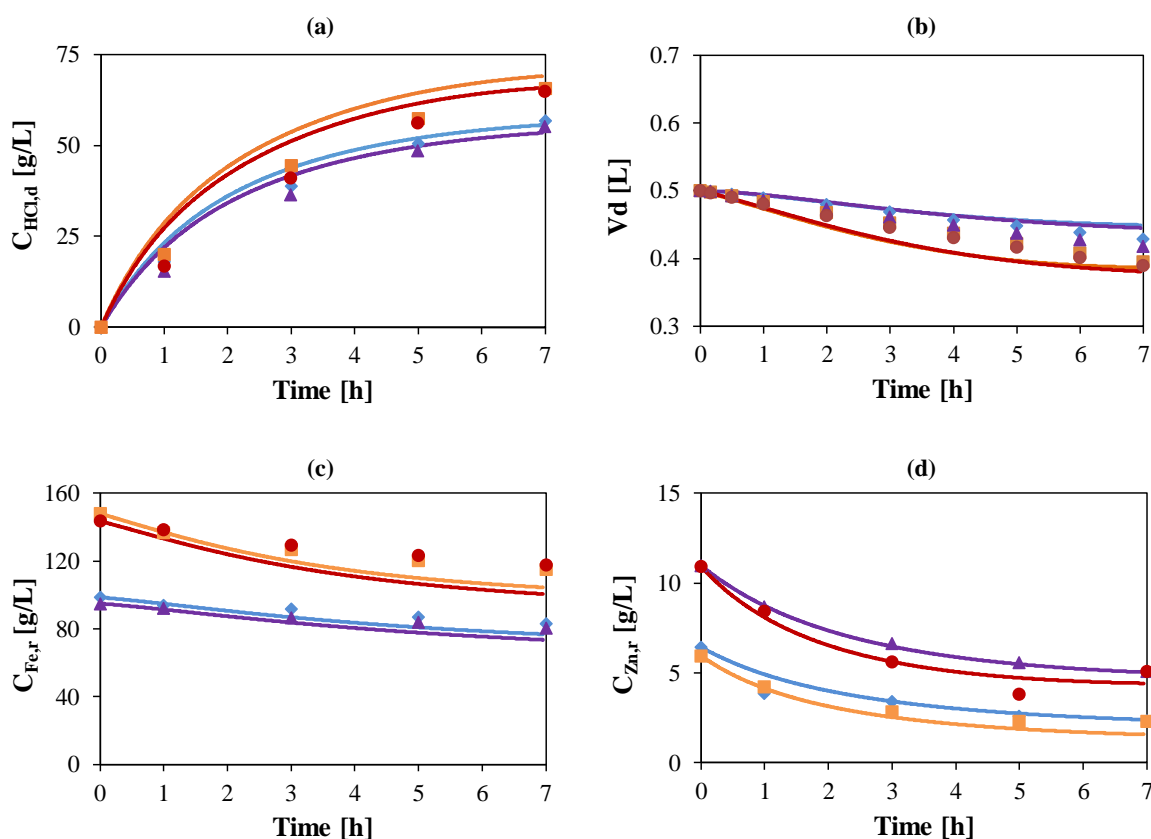 (a)
75
50
25
0
C_HCl,d [g/L]
0 1 2 3 4 5 6 7
Time [h]
(b)
0.7
0.6
0.5
0.4
0.3
Vd [L]
0 1 2 3 4 5 6 7
Time [h]
(c)
160
120
80
40
0
C_Fe,r [g/L]
0 1 2 3 4 5 6 7
Time [h]
(d)
15
10
5
0
C_Zn,r [g/L]
0 1 2 3 4 5 6 7
Time [h]